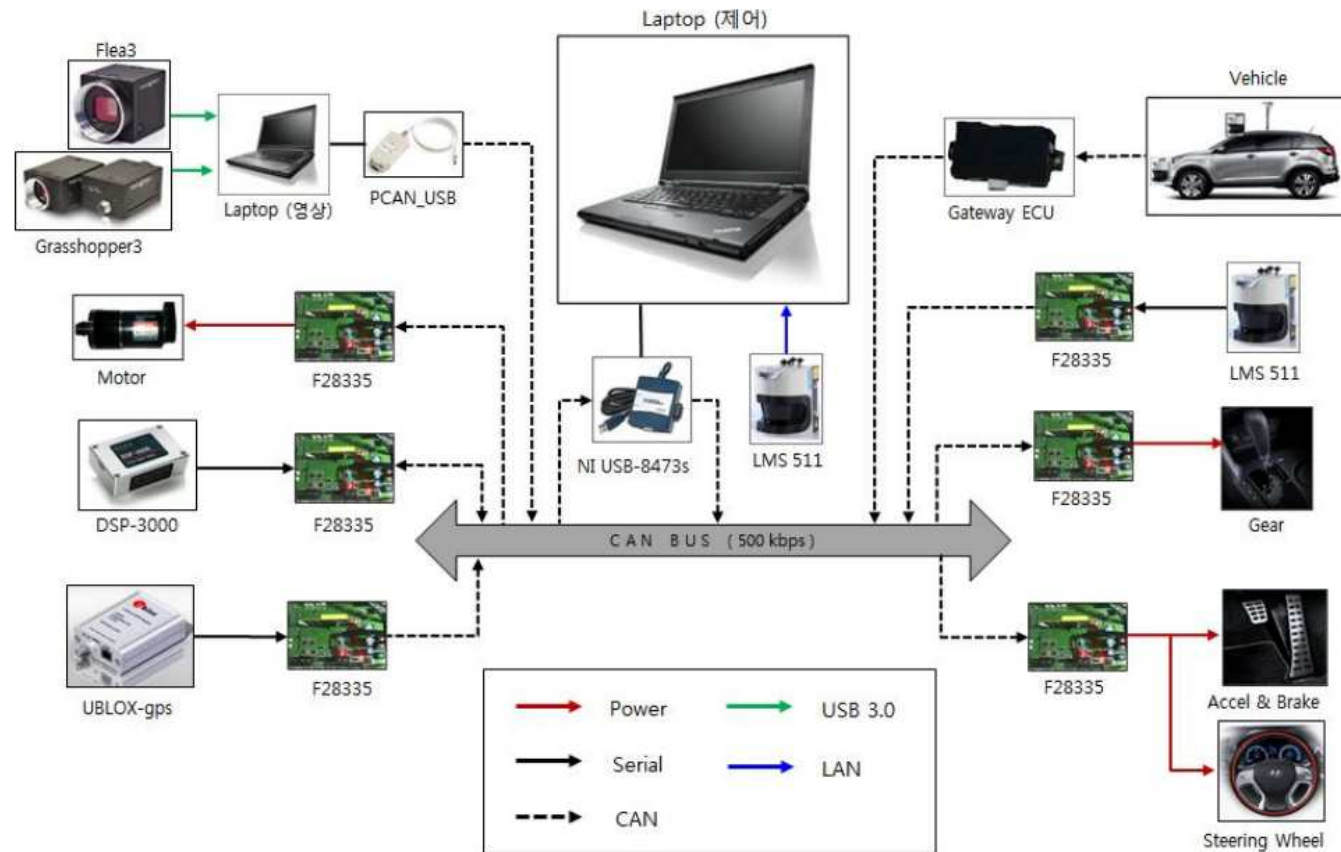 Laptop (제어)
Flea3
Vehicle
Laptop (영상)
PCAN_USB
Gateway ECU
Grasshopper3
Motor
F28335
F28335
LMS 511
NI USB-8473s
LMS 511
DSP-3000
F28335
F28335
Gear
CAN BUS ( 500 kbps )
UBLOX-gps
F28335
F28335
Accel & Brake
Power
USB 3.0
Serial
LAN
CAN
Steering Wheel